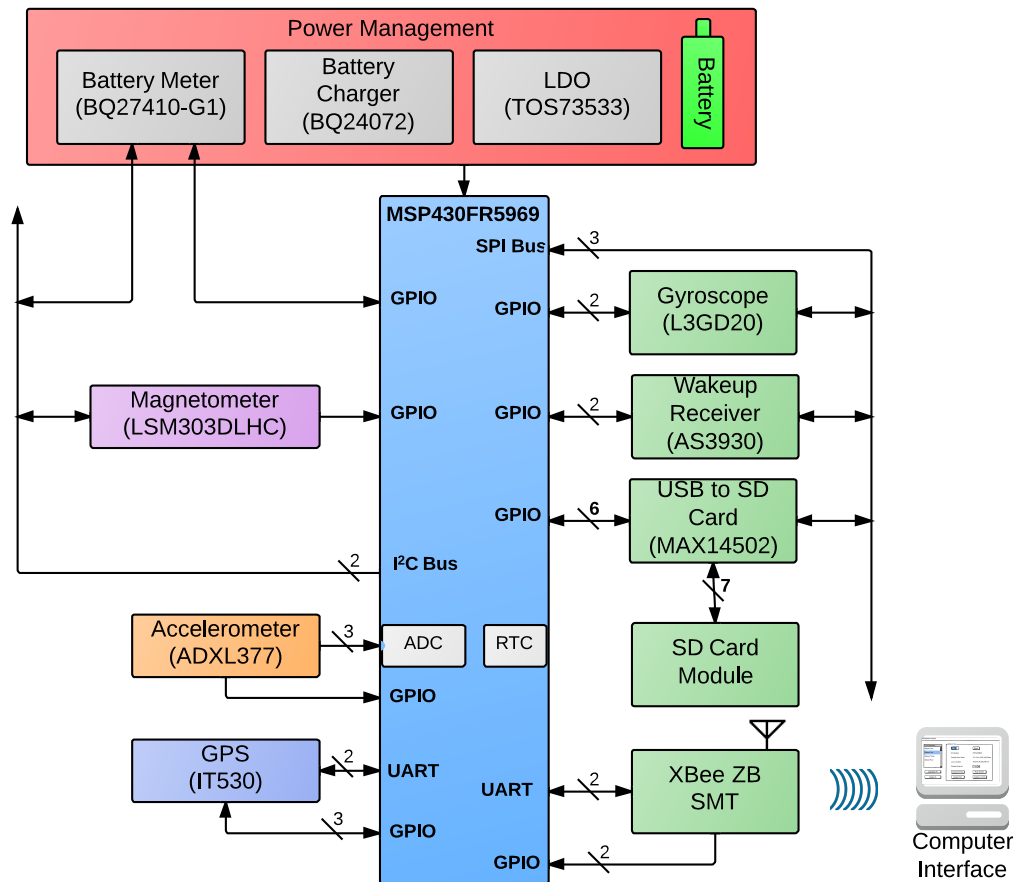 Power Management
Battery Meter
(BQ27410-G1)
Battery
Charger
(BQ24072)
LDO
(TOS73533)
Battery
MSP430FR5969
SPI Bus
3
GPIO
GPIO
2
Gyroscope
(L3GD20)
Magnetometer
(LSM303DLHC)
GPIO
GPIO
2
Wakeup
Receiver
(AS3930)
GPIO
6
USB to SD
Card
(MAX14502)
2
I²C Bus
7
Accelerometer
(ADXL377)
3
ADC
RTC
SD Card
Module
GPIO
GPS
(IT530)
2
UART
UART
2
XBee ZB
SMT
3
GPIO
GPIO
2
Computer
Interface